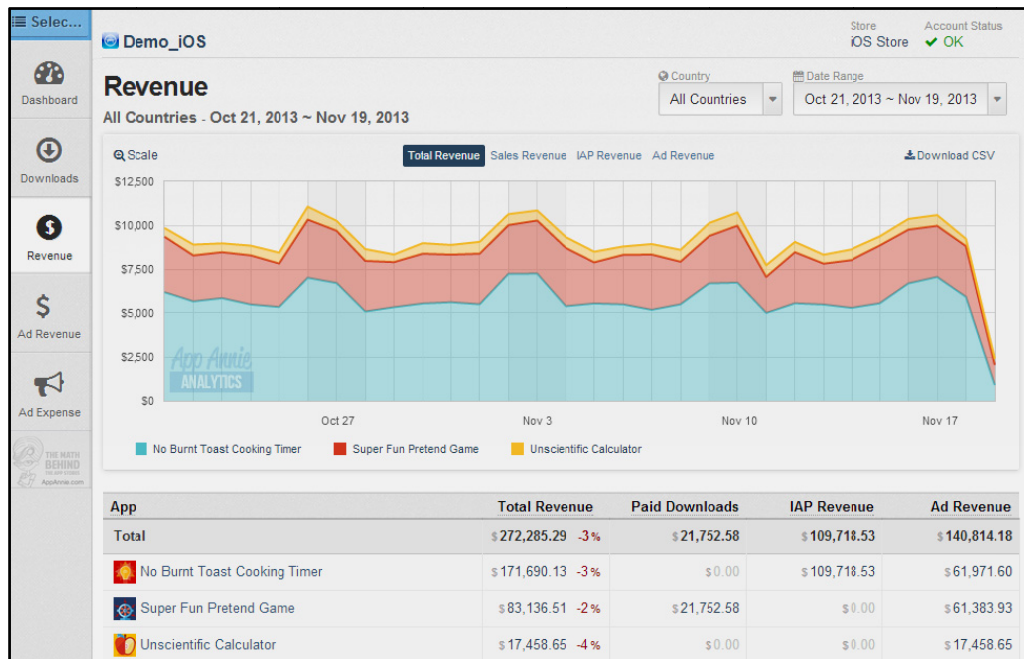 Selec...
Store
Account Status
Demo_iOS
iOS Store
OK
Dashboard
Revenue
Country
Date Range
All Countries
Oct 21, 2013 ~ Nov 19, 2013
All Countries - Oct 21, 2013 ~ Nov 19, 2013
Downloads
Scale
Total Revenue Sales Revenue IAP Revenue Ad Revenue
Download CSV
$12,500
$10,000
$7,500
$5,000
$2,500
$0
Revenue
Ad Revenue
Ad Expense
App Annie
ANALYTICS
Oct 27 Nov 3 Nov 10 Nov 17
No Burnt Toast Cooking Timer Super Fun Pretend Game Unscientific Calculator
THE MATH
BEHIND
AppAnnie.com
App Total Revenue Paid Downloads IAP Revenue Ad Revenue
Total $272,285.29 -3% $21,752.58 $109,718.53 $140,814.18
No Burnt Toast Cooking Timer $171,690.13 -3% $0.00 $109,718.53 $61,971.60
Super Fun Pretend Game $83,136.51 -2% $21,752.58 $0.00 $61,383.93
Unscientific Calculator $17,458.65 -4% $0.00 $0.00 $17,458.65